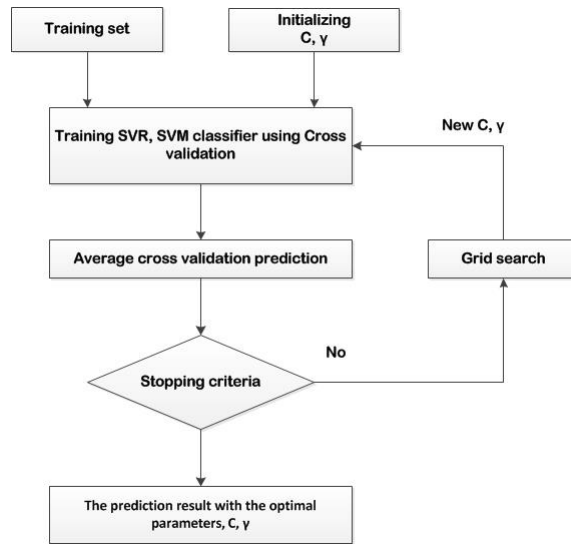 Training set
Initializing
C, γ
Training SVR, SVM classifier using Cross
validation
New C, γ
Average cross validation prediction
Grid search
No
Stopping criteria
The prediction result with the optimal
parameters, C, γ